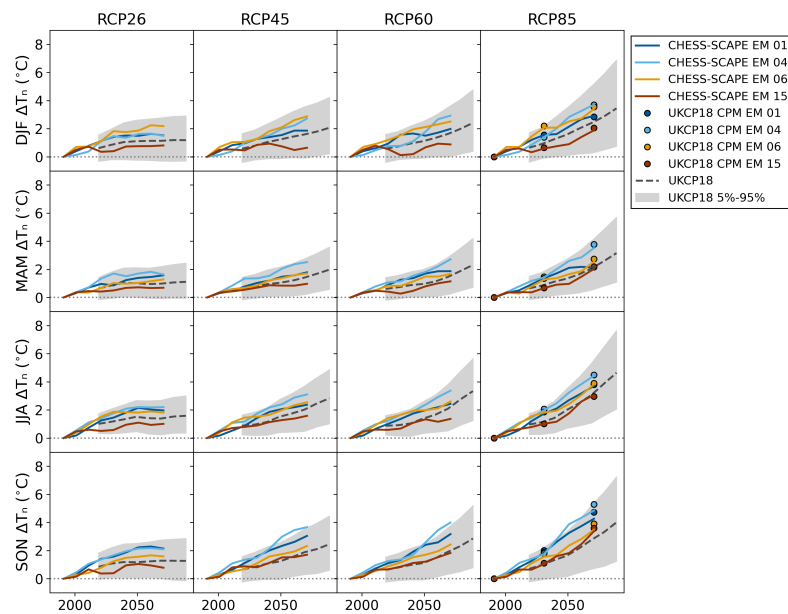 RCP26 RCP45 RCP60 RCP85
DJF ΔTₙ (°C)
8
6
4
2
0
MAM ΔTₙ (°C)
8
6
4
2
0
JJA ΔTₙ (°C)
8
6
4
2
0
SON ΔTₙ (°C)
8
6
4
2
0
2000 2050 2000 2050 2000 2050 2000 2050
CHESS-SCAPE EM 01
CHESS-SCAPE EM 04
CHESS-SCAPE EM 06
CHESS-SCAPE EM 15
UKCP18 CPM EM 01
UKCP18 CPM EM 04
UKCP18 CPM EM 06
UKCP18 CPM EM 15
UKCP18
UKCP18 5%-95%